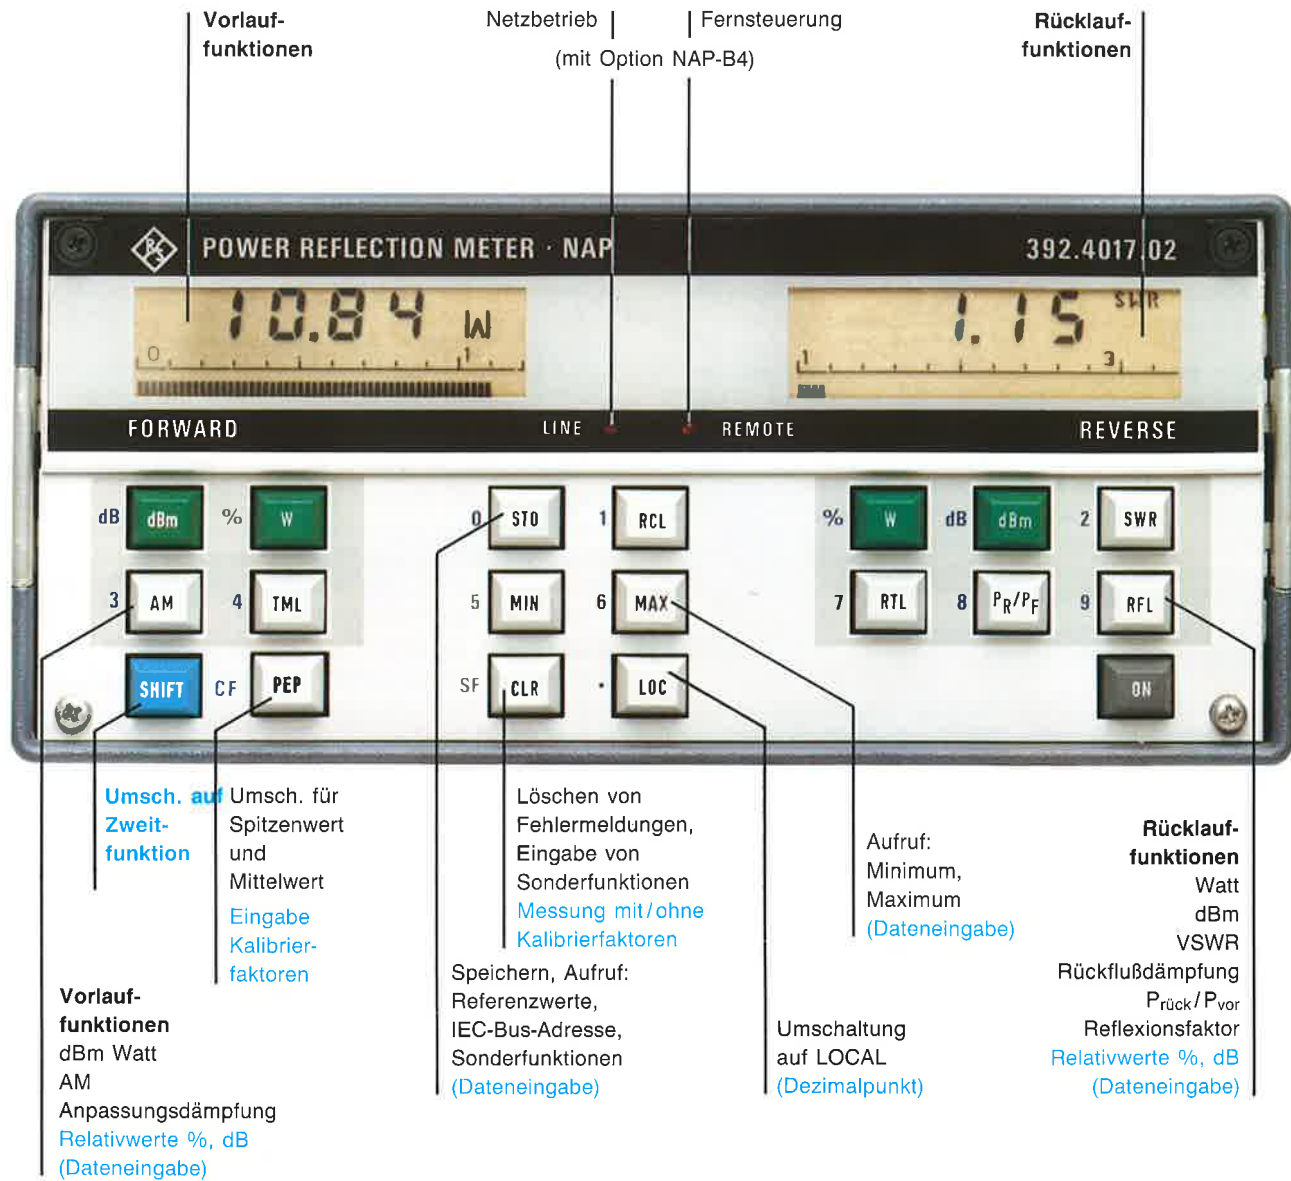 Vorlauf-
funktionen
Netzbetrieb
Fernsteuerung
(mit Option NAP-B4)
Rücklauf-
funktionen
R&S
POWER REFLECTION METER · NAP
392.4017.02
10.84 W
0 1
1.15 SWR
1 3
FORWARD
LINE
REMOTE
REVERSE
dB dBm % W 0 STO 1 RCL % W dB dBm 2 SWR
3 AM 4 TML 5 MIN 6 MAX 7 RTL 8 PR/PF 9 RFL
SHIFT CF PEP SF CLR · LOC ON
Umsch. auf
Zweit-
funktion
Umsch. für
Spitzenwert
und
Mittelwert
Eingabe
Kalibrier-
faktoren
Löschen von
Fehlermeldungen,
Eingabe von
Sonderfunktionen
Messung mit/ohne
Kalibrierfaktoren
Aufruf:
Minimum,
Maximum
(Dateneingabe)
Rücklauf-
funktionen
Watt
dBm
VSWR
Rückflußdämpfung
Prück/Pvor
Reflexionsfaktor
Relativwerte %, dB
(Dateneingabe)
Vorlauf-
funktionen
dBm Watt
AM
Anpassungsdämpfung
Relativwerte %, dB
(Dateneingabe)
Speichern, Aufruf:
Referenzwerte,
IEC-Bus-Adresse,
Sonderfunktionen
(Dateneingabe)
Umschaltung
auf LOCAL
(Dezimalpunkt)